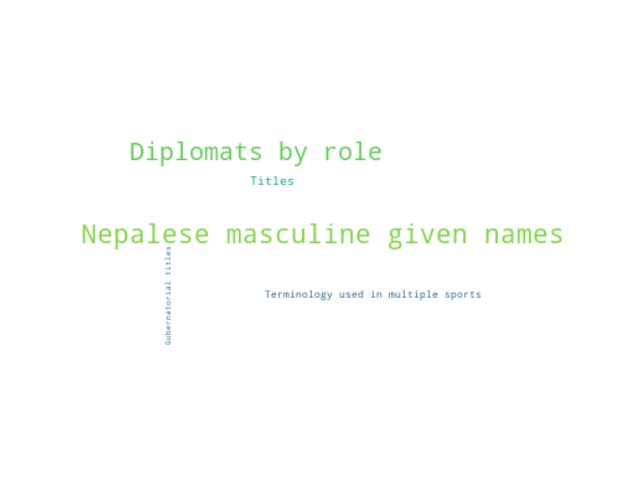 Diplomats by role
Titles
Nepalese masculine given names
Gubernatorial titles
Terminology used in multiple sports